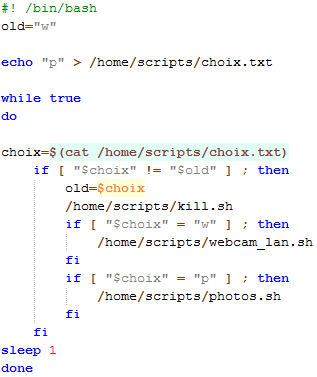 #! /bin/bash
old="w"
echo "p" > /home/scripts/choix.txt
while true
do
choix=$(cat /home/scripts/choix.txt)
if [ "$choix" != "$old" ] ; then
old=$choix
/home/scripts/kill.sh
if [ "$choix" = "w" ] ; then
/home/scripts/webcam_lan.sh
fi
if [ "$choix" = "p" ] ; then
/home/scripts/photos.sh
fi
fi
sleep 1
done